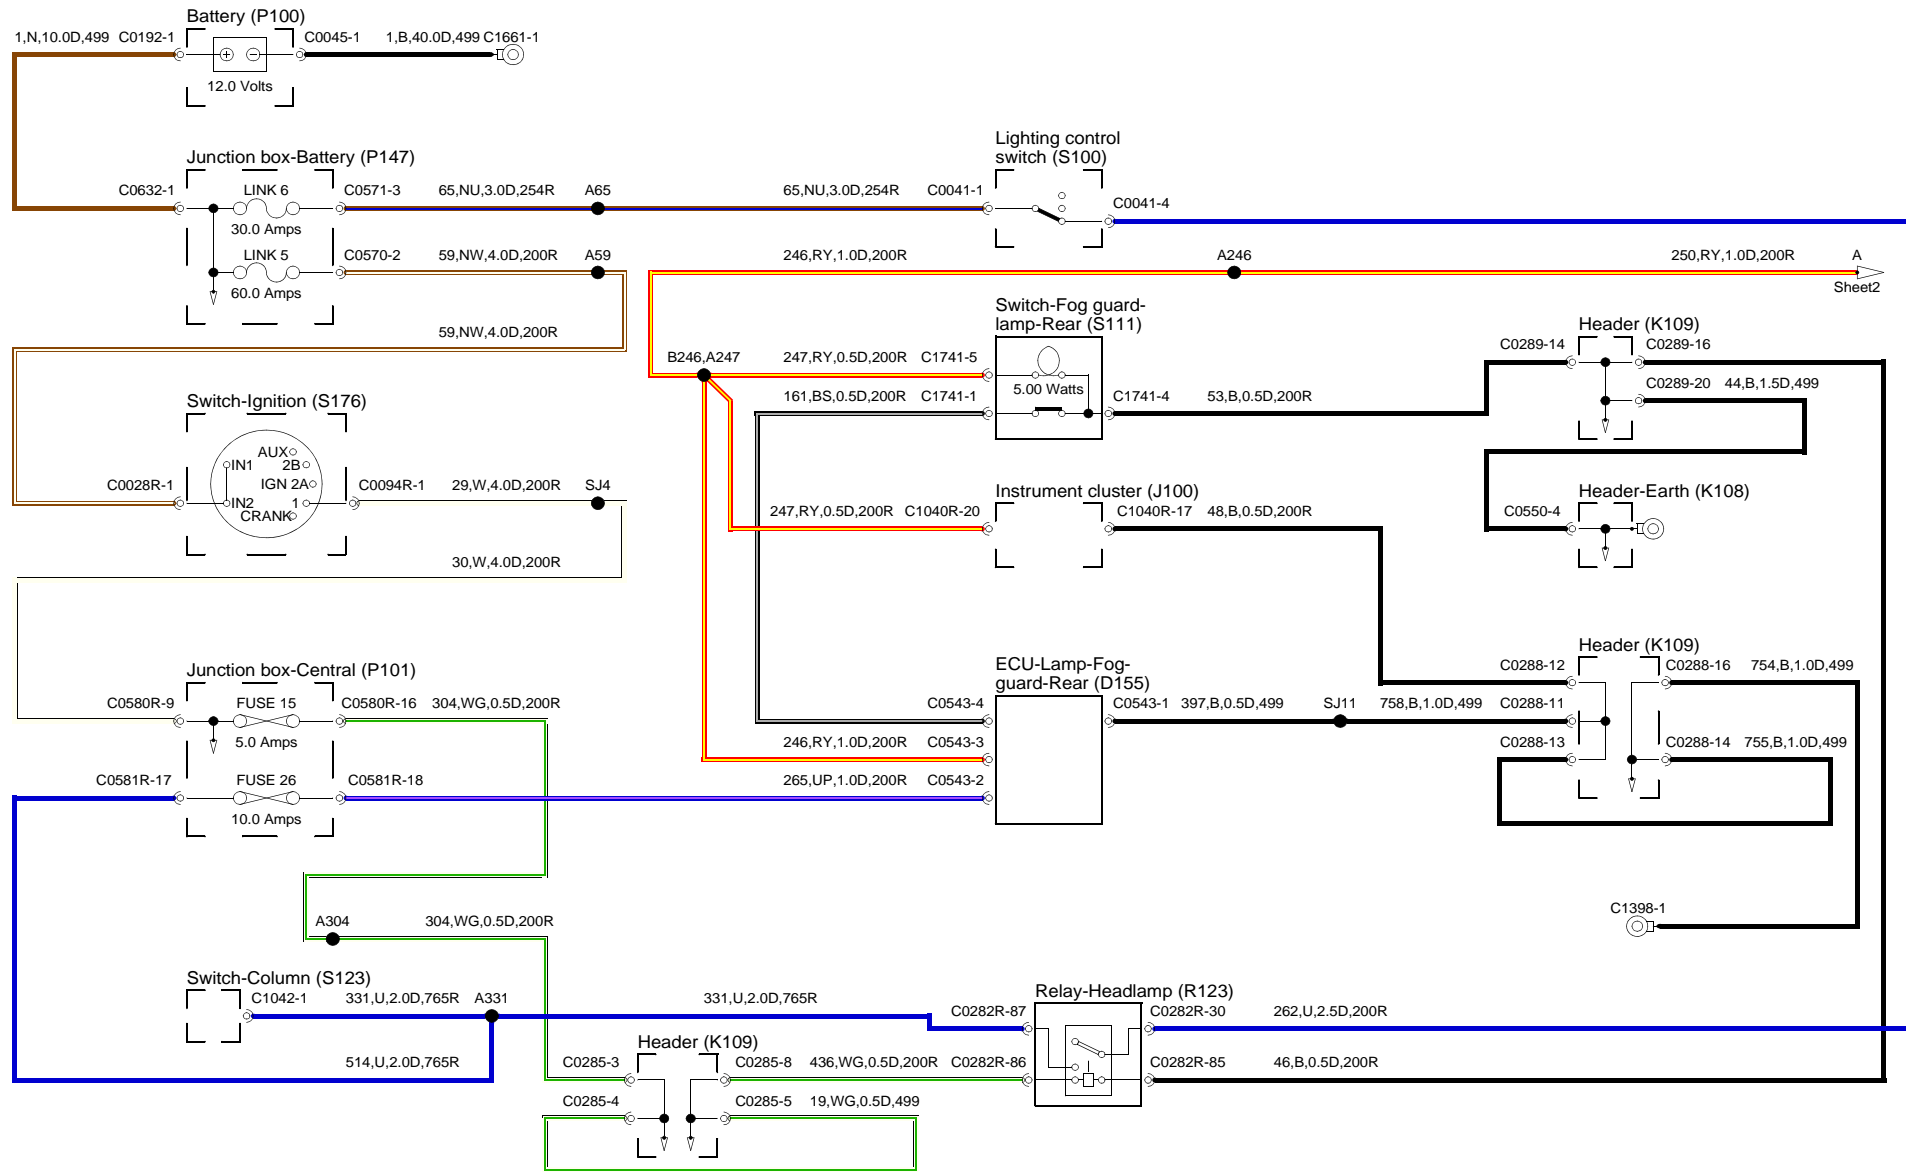 Battery (P100)
1,N,10.0D,499 C0192-1
C0045-1 1,B,40.0D,499 C1661-1
12.0 Volts
Lighting control
switch (S100)
Junction box-Battery (P147)
C0632-1
LINK 6
C0571-3 65,NU,3.0D,254R A65
65,NU,3.0D,254R C0041-1
C0041-4
30.0 Amps
LINK 5
C0570-2 59,NW,4.0D,200R A59
246,RY,1.0D,200R
A246
250,RY,1.0D,200R
A
60.0 Amps
Sheet2
Switch-Fog guard-
lamp-Rear (S111)
Header (K109)
59,NW,4.0D,200R
C0289-14
C0289-16
B246,A247
247,RY,0.5D,200R C1741-5
5.00 Watts
C0289-20 44,B,1.5D,499
161,BS,0.5D,200R C1741-1
C1741-4 53,B,0.5D,200R
Switch-Ignition (S176)
AUX
IN1
2B
IGN 2A
C0028R-1
IN2
1
CRANK
C0094R-1 29,W,4.0D,200R SJ4
Instrument cluster (J100)
Header-Earth (K108)
247,RY,0.5D,200R C1040R-20
C1040R-17 48,B,0.5D,200R
C0550-4
30,W,4.0D,200R
Header (K109)
Junction box-Central (P101)
ECU-Lamp-Fog-
guard-Rear (D155)
C0288-12
C0288-16 754,B,1.0D,499
C0580R-9
FUSE 15
C0580R-16 304,WG,0.5D,200R
C0543-4
C0543-1 397,B,0.5D,499
SJ11
758,B,1.0D,499 C0288-11
5.0 Amps
246,RY,1.0D,200R C0543-3
C0288-13
C0288-14 755,B,1.0D,499
C0581R-17
FUSE 26
C0581R-18
265,UP,1.0D,200R C0543-2
10.0 Amps
C1398-1
A304
304,WG,0.5D,200R
Switch-Column (S123)
C1042-1 331,U,2.0D,765R A331
331,U,2.0D,765R
Relay-Headlamp (R123)
C0282R-87
C0282R-30 262,U,2.5D,200R
Header (K109)
514,U,2.0D,765R
C0285-3
C0285-8 436,WG,0.5D,200R C0282R-86
C0282R-85 46,B,0.5D,200R
C0285-4
C0285-5 19,WG,0.5D,499